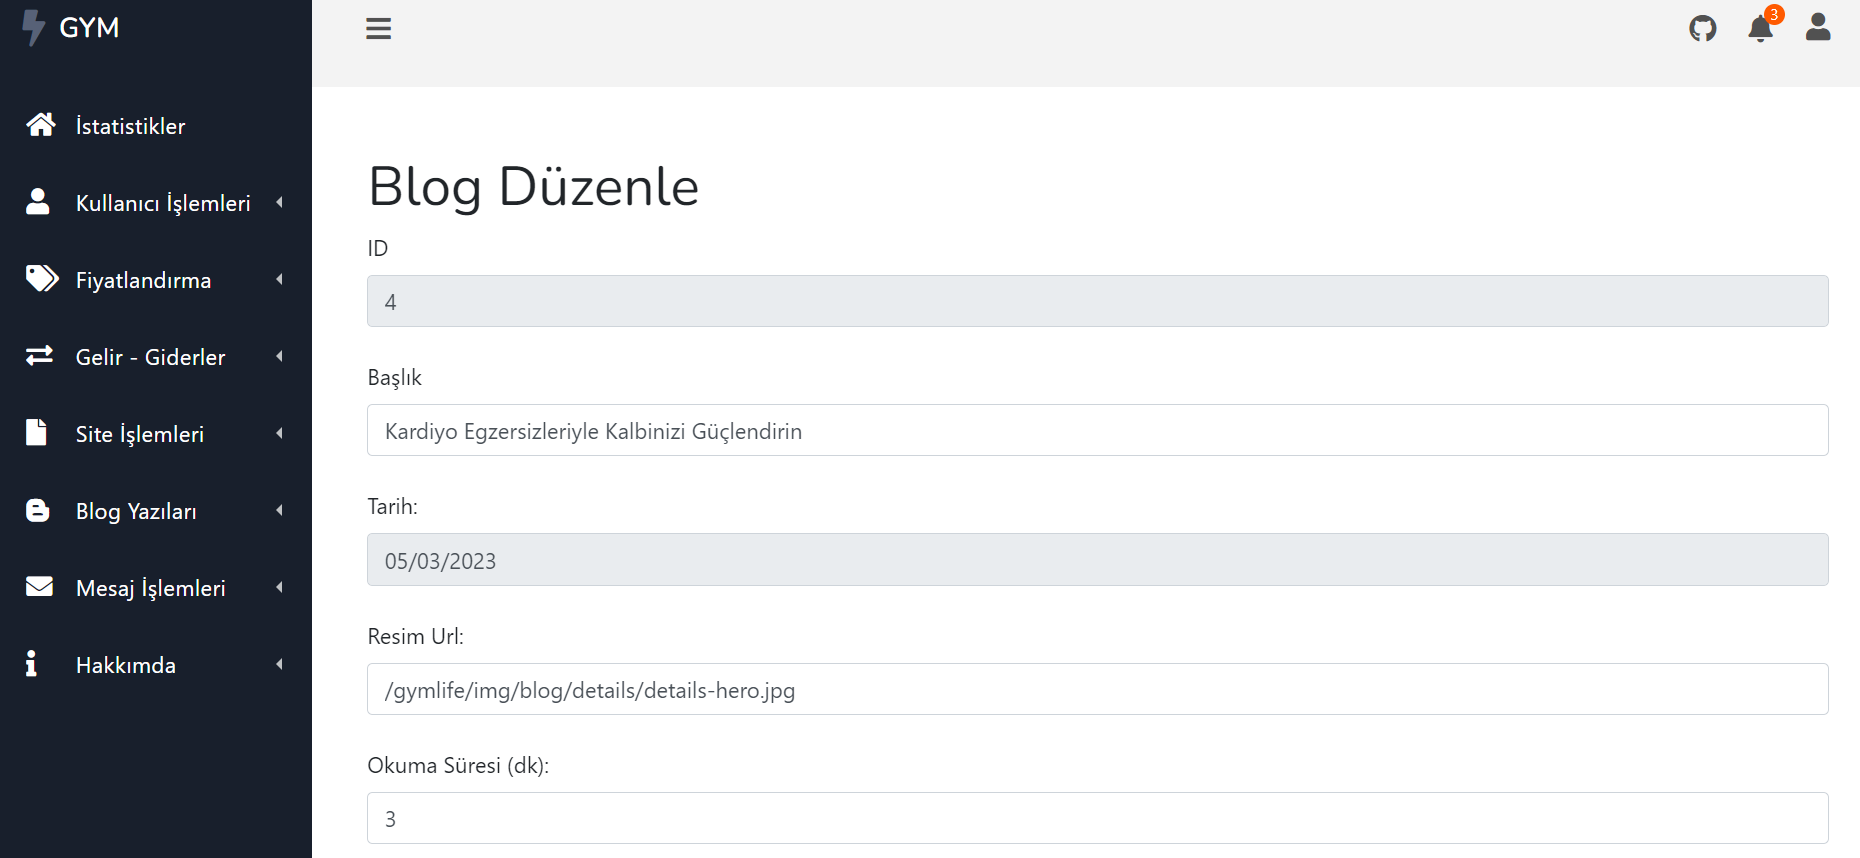 GYM
3
İstatistikler
Kullanıcı İşlemleri
Fiyatlandırma
Gelir - Giderler
Site İşlemleri
Blog Yazıları
Mesaj İşlemleri
Hakkımda
Blog Düzenle
ID
4
Başlık
Kardiyo Egzersizleriyle Kalbinizi Güçlendirin
Tarih:
05/03/2023
Resim Url:
/gymlife/img/blog/details/details-hero.jpg
Okuma Süresi (dk):
3